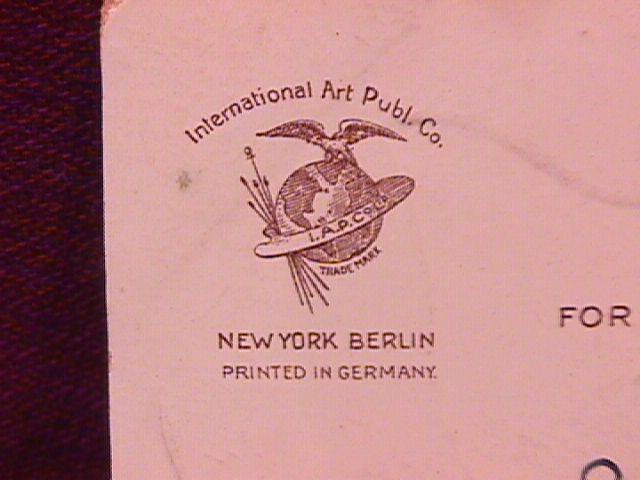 International Art Publ. Co.
I.A.P.Co.
TRADE MARK
NEW YORK BERLIN
PRINTED IN GERMANY.
FOR